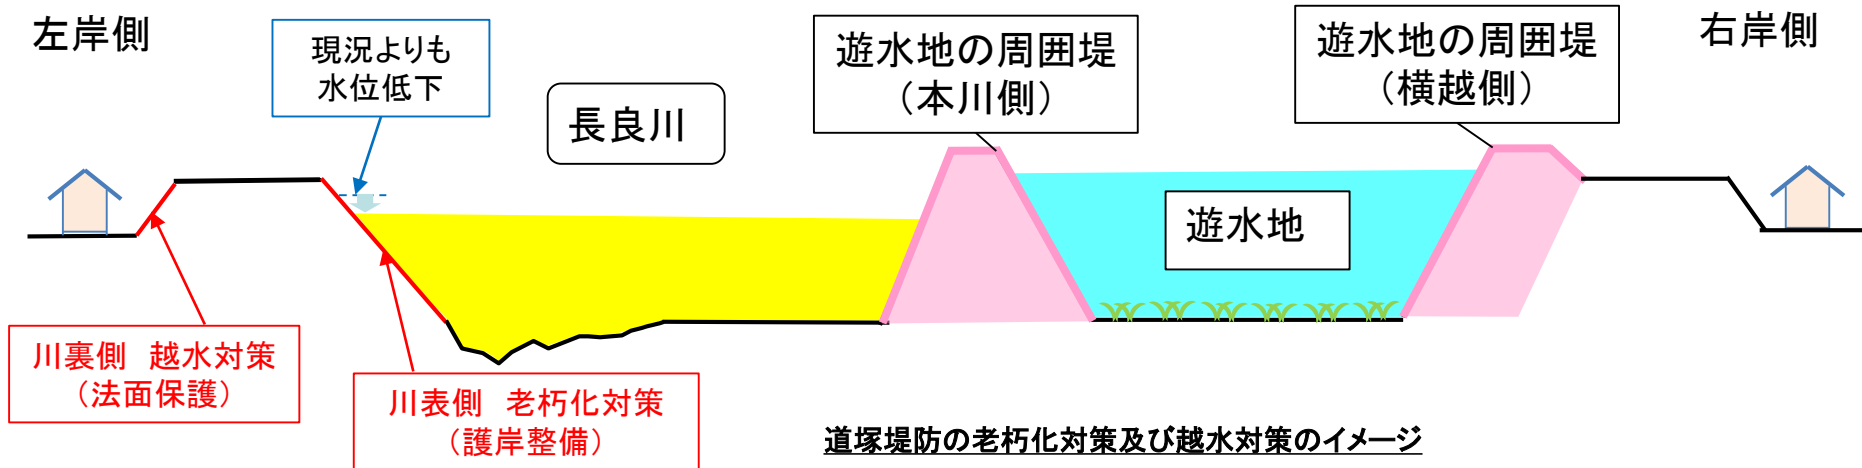 左岸側
現況よりも
水位低下
長良川
遊水地の周囲堤
（本川側）
遊水地の周囲堤
（横越側）
右岸側
遊水地
川裏側　越水対策
（法面保護）
川表側　老朽化対策
（護岸整備）
道塚堤防の老朽化対策及び越水対策のイメージ